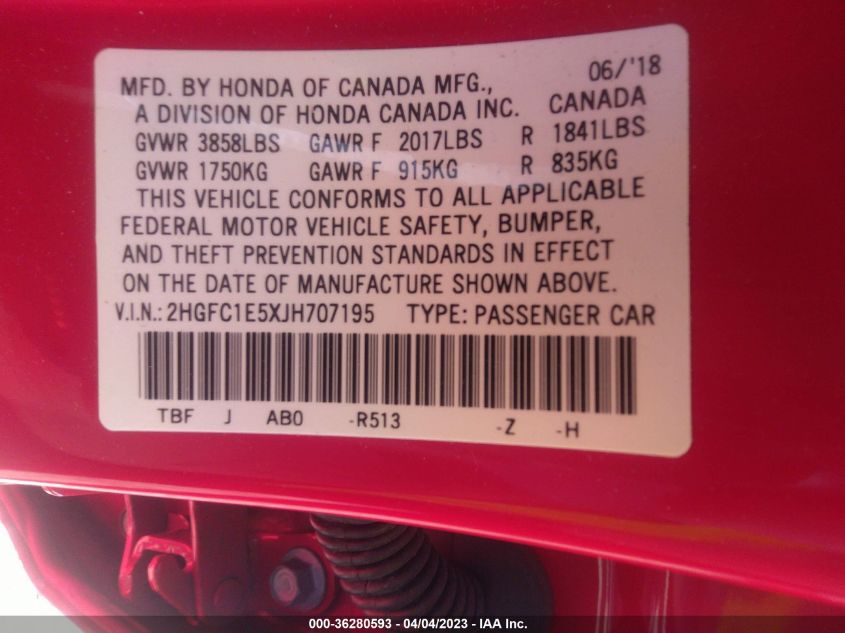 06/'18
MFD. BY HONDA OF CANADA MFG.,
A DIVISION OF HONDA CANADA INC. CANADA
GVWR 3858LBS GAWR F 2017LBS R 1841LBS
GVWR 1750KG GAWR F 915KG R 835KG
THIS VEHICLE CONFORMS TO ALL APPLICABLE
FEDERAL MOTOR VEHICLE SAFETY, BUMPER,
AND THEFT PREVENTION STANDARDS IN EFFECT
ON THE DATE OF MANUFACTURE SHOWN ABOVE.
V.I.N.: 2HGFC1E5XJH707195 TYPE: PASSENGER CAR
TBF J AB0 -R513 -Z -H
000-36280593 - 04/04/2023 - IAA Inc.